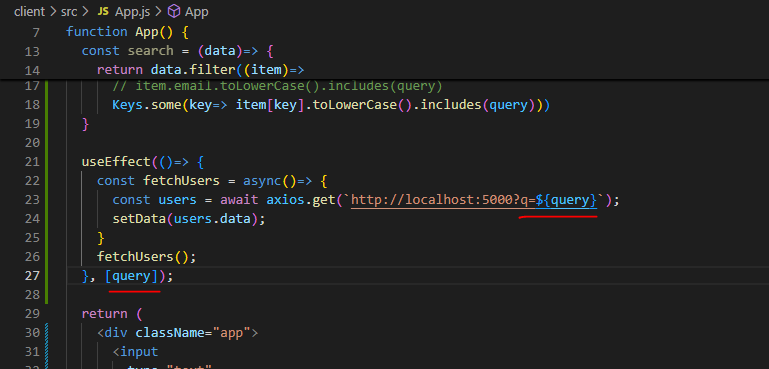 client > src > JS App.js > App
7 function App() {
13 const search = (data)=> {
14 return data.filter((item)=>
17 // item.email.toLowerCase().includes(query)
18 Keys.some(key=> item[key].toLowerCase().includes(query)))
19 }
20
21 useEffect(()=> {
22 const fetchUsers = async()=> {
23 const users = await axios.get(`http://localhost:5000?q=${query}`);
24 setData(users.data);
25 }
26 fetchUsers();
27 }, [query]);
28
29 return (
30 <div className="app">
31 <input
32 type="text"